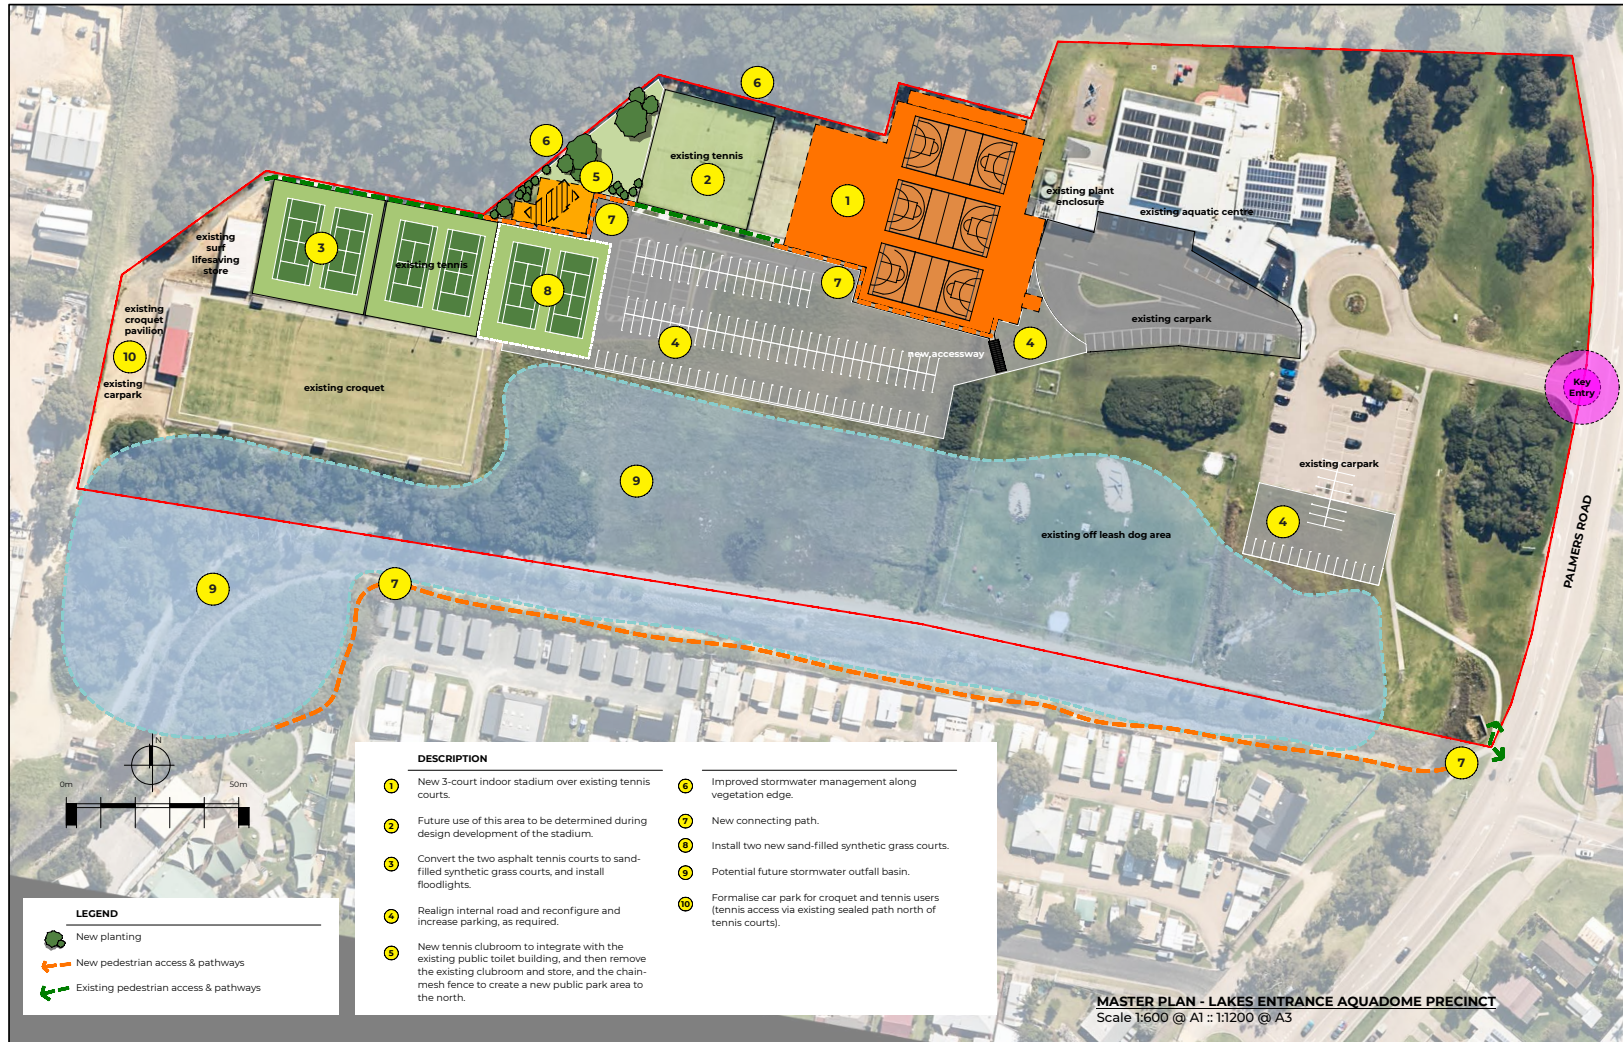 6
6
existing tennis
2
5
1
existing plant
enclosure
existing aquatic centre
7
existing
surf
lifesaving
store
3
existing tennis
8
7
existing
croquet
pavilion
10
existing
carpark
existing croquet
4
new accessway
4
existing carpark
Key
Entry
existing carpark
9
4
existing off leash dog area
PALMERS ROAD
9
7
7
N
0m
50m
DESCRIPTION
1 New 3-court indoor stadium over existing tennis
courts.
2 Future use of this area to be determined during
design development of the stadium.
3 Convert the two asphalt tennis courts to sand-
filled synthetic grass courts, and install
floodlights.
4 Realign internal road and reconfigure and
increase parking, as required.
5 New tennis clubroom to integrate with the
existing public toilet building, and then remove
the existing clubroom and store, and the chain-
mesh fence to create a new public park area to
the north.
6 Improved stormwater management along
vegetation edge.
7 New connecting path.
8 Install two new sand-filled synthetic grass courts.
9 Potential future stormwater outfall basin.
10 Formalise car park for croquet and tennis users
(tennis access via existing sealed path north of
tennis courts).
LEGEND
New planting
New pedestrian access & pathways
Existing pedestrian access & pathways
MASTER PLAN - LAKES ENTRANCE AQUADOME PRECINCT
Scale 1:600 @ A1 :: 1:1200 @ A3